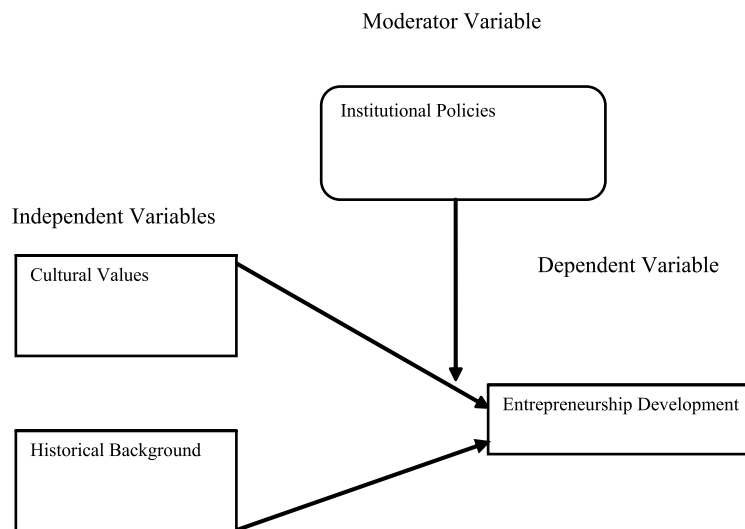 Moderator Variable
Institutional Policies
Independent Variables
Cultural Values
Dependent Variable
Entrepreneurship Development
Historical Background